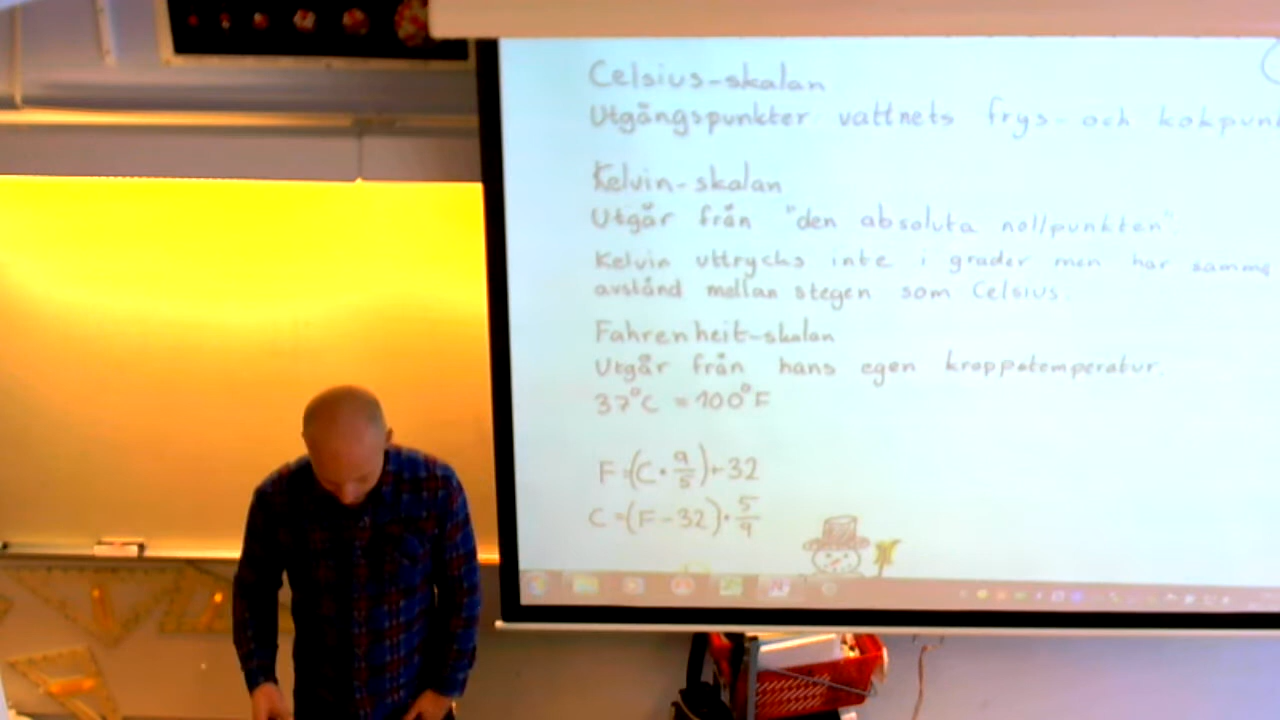 Celsius-skalan
Utgångspunkter vattnets frys- och kokpunk
Kelvin-skalan
Utgår från "den absoluta nollpunkten".
Kelvin uttrycks inte i grader men har samma
avstånd mellan stegen som Celsius.
Fahrenheit-skalan
Utgår från hans egen kroppstemperatur.
37°C = 100°F
F=(C·9/5)+32
C=(F-32)·5/9